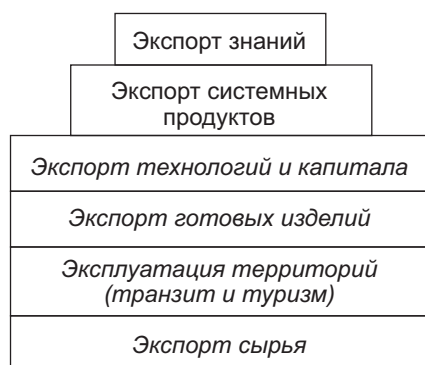 Экспорт знаний
Экспорт системных
продуктов
Экспорт технологий и капитала
Экспорт готовых изделий
Эксплуатация территорий
(транзит и туризм)
Экспорт сырья